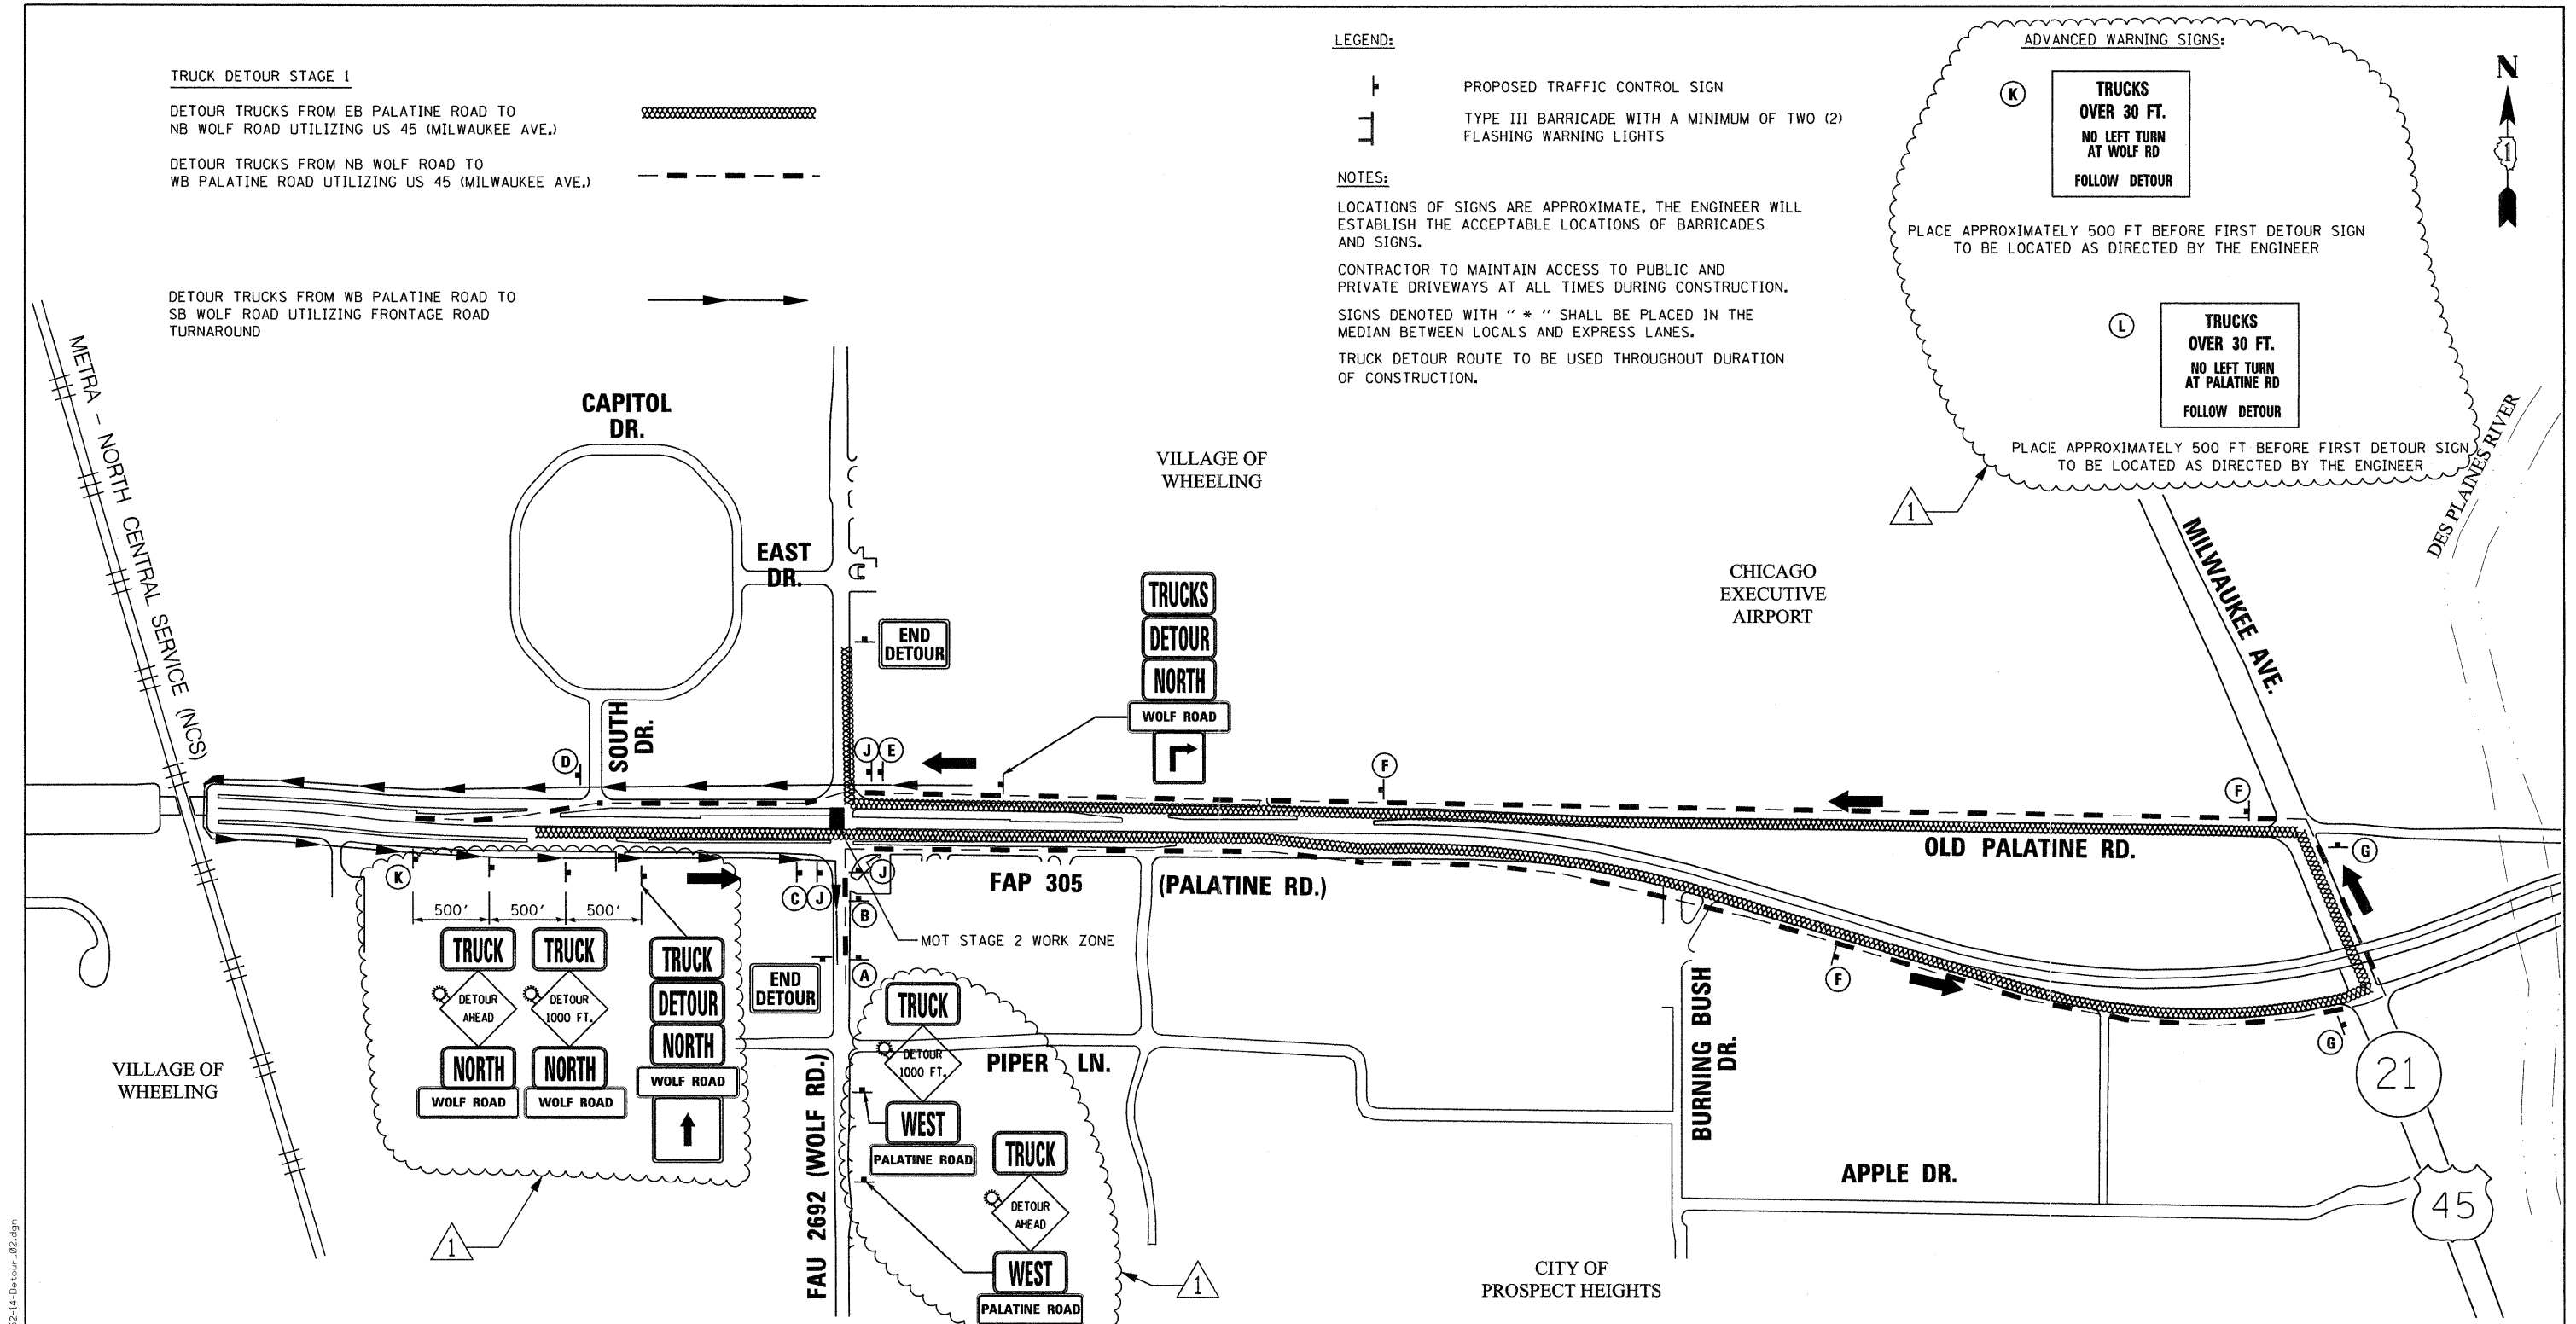 TRUCK DETOUR STAGE 1
DETOUR TRUCKS FROM EB PALATINE ROAD TO
NB WOLF ROAD UTILIZING US 45 (MILWAUKEE AVE.)
DETOUR TRUCKS FROM NB WOLF ROAD TO
WB PALATINE ROAD UTILIZING US 45 (MILWAUKEE AVE.)
DETOUR TRUCKS FROM WB PALATINE ROAD TO
SB WOLF ROAD UTILIZING FRONTAGE ROAD
TURNAROUND
LEGEND:
PROPOSED TRAFFIC CONTROL SIGN
TYPE III BARRICADE WITH A MINIMUM OF TWO (2)
FLASHING WARNING LIGHTS
NOTES:
LOCATIONS OF SIGNS ARE APPROXIMATE, THE ENGINEER WILL
ESTABLISH THE ACCEPTABLE LOCATIONS OF BARRICADES
AND SIGNS.
CONTRACTOR TO MAINTAIN ACCESS TO PUBLIC AND
PRIVATE DRIVEWAYS AT ALL TIMES DURING CONSTRUCTION.
SIGNS DENOTED WITH " * " SHALL BE PLACED IN THE
MEDIAN BETWEEN LOCALS AND EXPRESS LANES.
TRUCK DETOUR ROUTE TO BE USED THROUGHOUT DURATION
OF CONSTRUCTION.
ADVANCED WARNING SIGNS:
K
TRUCKS
OVER 30 FT.
NO LEFT TURN
AT WOLF RD
FOLLOW DETOUR
PLACE APPROXIMATELY 500 FT BEFORE FIRST DETOUR SIGN
TO BE LOCATED AS DIRECTED BY THE ENGINEER
L
TRUCKS
OVER 30 FT.
NO LEFT TURN
AT PALATINE RD
FOLLOW DETOUR
PLACE APPROXIMATELY 500 FT BEFORE FIRST DETOUR SIGN
TO BE LOCATED AS DIRECTED BY THE ENGINEER
1
N
1
METRA - NORTH CENTRAL SERVICE (NCS)
CAPITOL
DR.
EAST
DR.
SOUTH
DR.
VILLAGE OF
WHEELING
CHICAGO
EXECUTIVE
AIRPORT
MILWAUKEE AVE.
DES PLAINES RIVER
END
DETOUR
TRUCKS
DETOUR
NORTH
WOLF ROAD
D
J
E
F
F
G
OLD PALATINE RD.
FAP 305
(PALATINE RD.)
K
C
J
J
B
A
500'
500'
500'
MOT STAGE 2 WORK ZONE
TRUCK
DETOUR
AHEAD
NORTH
WOLF ROAD
TRUCK
DETOUR
1000 FT.
NORTH
WOLF ROAD
TRUCK
DETOUR
NORTH
WOLF ROAD
END
DETOUR
TRUCK
DETOUR
1000 FT.
WEST
PALATINE ROAD
TRUCK
DETOUR
AHEAD
WEST
PALATINE ROAD
PIPER LN.
F
G
BURNING BUSH
DR.
21
45
APPLE DR.
VILLAGE OF
WHEELING
FAU 2692 (WOLF RD.)
1
1
CITY OF
PROSPECT HEIGHTS
62-14-Detour_02.dgn